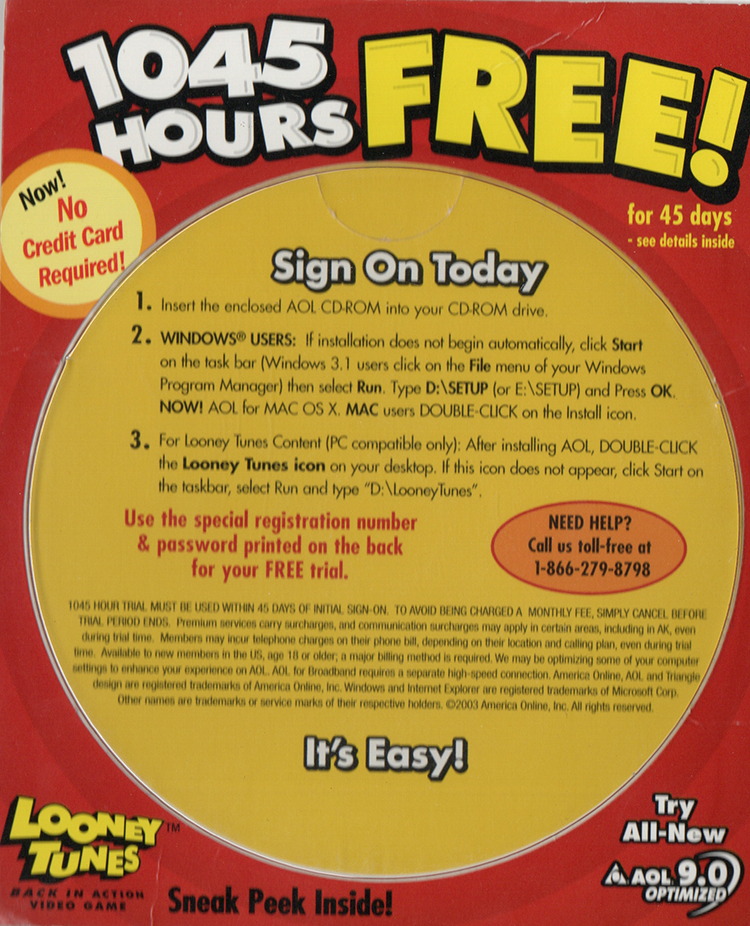 1045
HOURS FREE!
for 45 days
- see details inside
Now!
No
Credit Card
Required!
Sign On Today
1. Insert the enclosed AOL CD-ROM into your CD-ROM drive.
2. WINDOWS® USERS: If installation does not begin automatically, click Start
on the task bar (Windows 3.1 users click on the File menu of your Windows
Program Manager) then select Run. Type D:\SETUP (or E:\SETUP) and Press OK.
NOW! AOL for MAC OS X. MAC users DOUBLE-CLICK on the Install icon.
3. For Looney Tunes Content (PC compatible only): After installing AOL, DOUBLE-CLICK
the Looney Tunes icon on your desktop. If this icon does not appear, click Start on
the taskbar, select Run and type "D:\LooneyTunes".
Use the special registration number
& password printed on the back
for your FREE trial.
NEED HELP?
Call us toll-free at
1-866-279-8798
1045 HOUR TRIAL MUST BE USED WITHIN 45 DAYS OF INITIAL SIGN-ON. TO AVOID BEING CHARGED A MONTHLY FEE, SIMPLY CANCEL BEFORE
TRIAL PERIOD ENDS. Premium services carry surcharges, and communication surcharges may apply in certain areas, including in AK, even
during trial time. Members may incur telephone charges on their phone bill, depending on their location and calling plan, even during trial
time. Available to new members in the US, age 18 or older; a major billing method is required. We may be optimizing some of your computer
settings to enhance your experience on AOL. AOL for Broadband requires a separate high-speed connection. America Online, AOL and Triangle
design are registered trademarks of America Online, Inc. Windows and Internet Explorer are registered trademarks of Microsoft Corp.
Other names are trademarks or service marks of their respective holders. ©2003 America Online, Inc. All rights reserved.
It's Easy!
LOONEY™
TUNES
BACK IN ACTION
VIDEO GAME
Sneak Peek Inside!
Try
All-New
AOL 9.0
OPTIMIZED